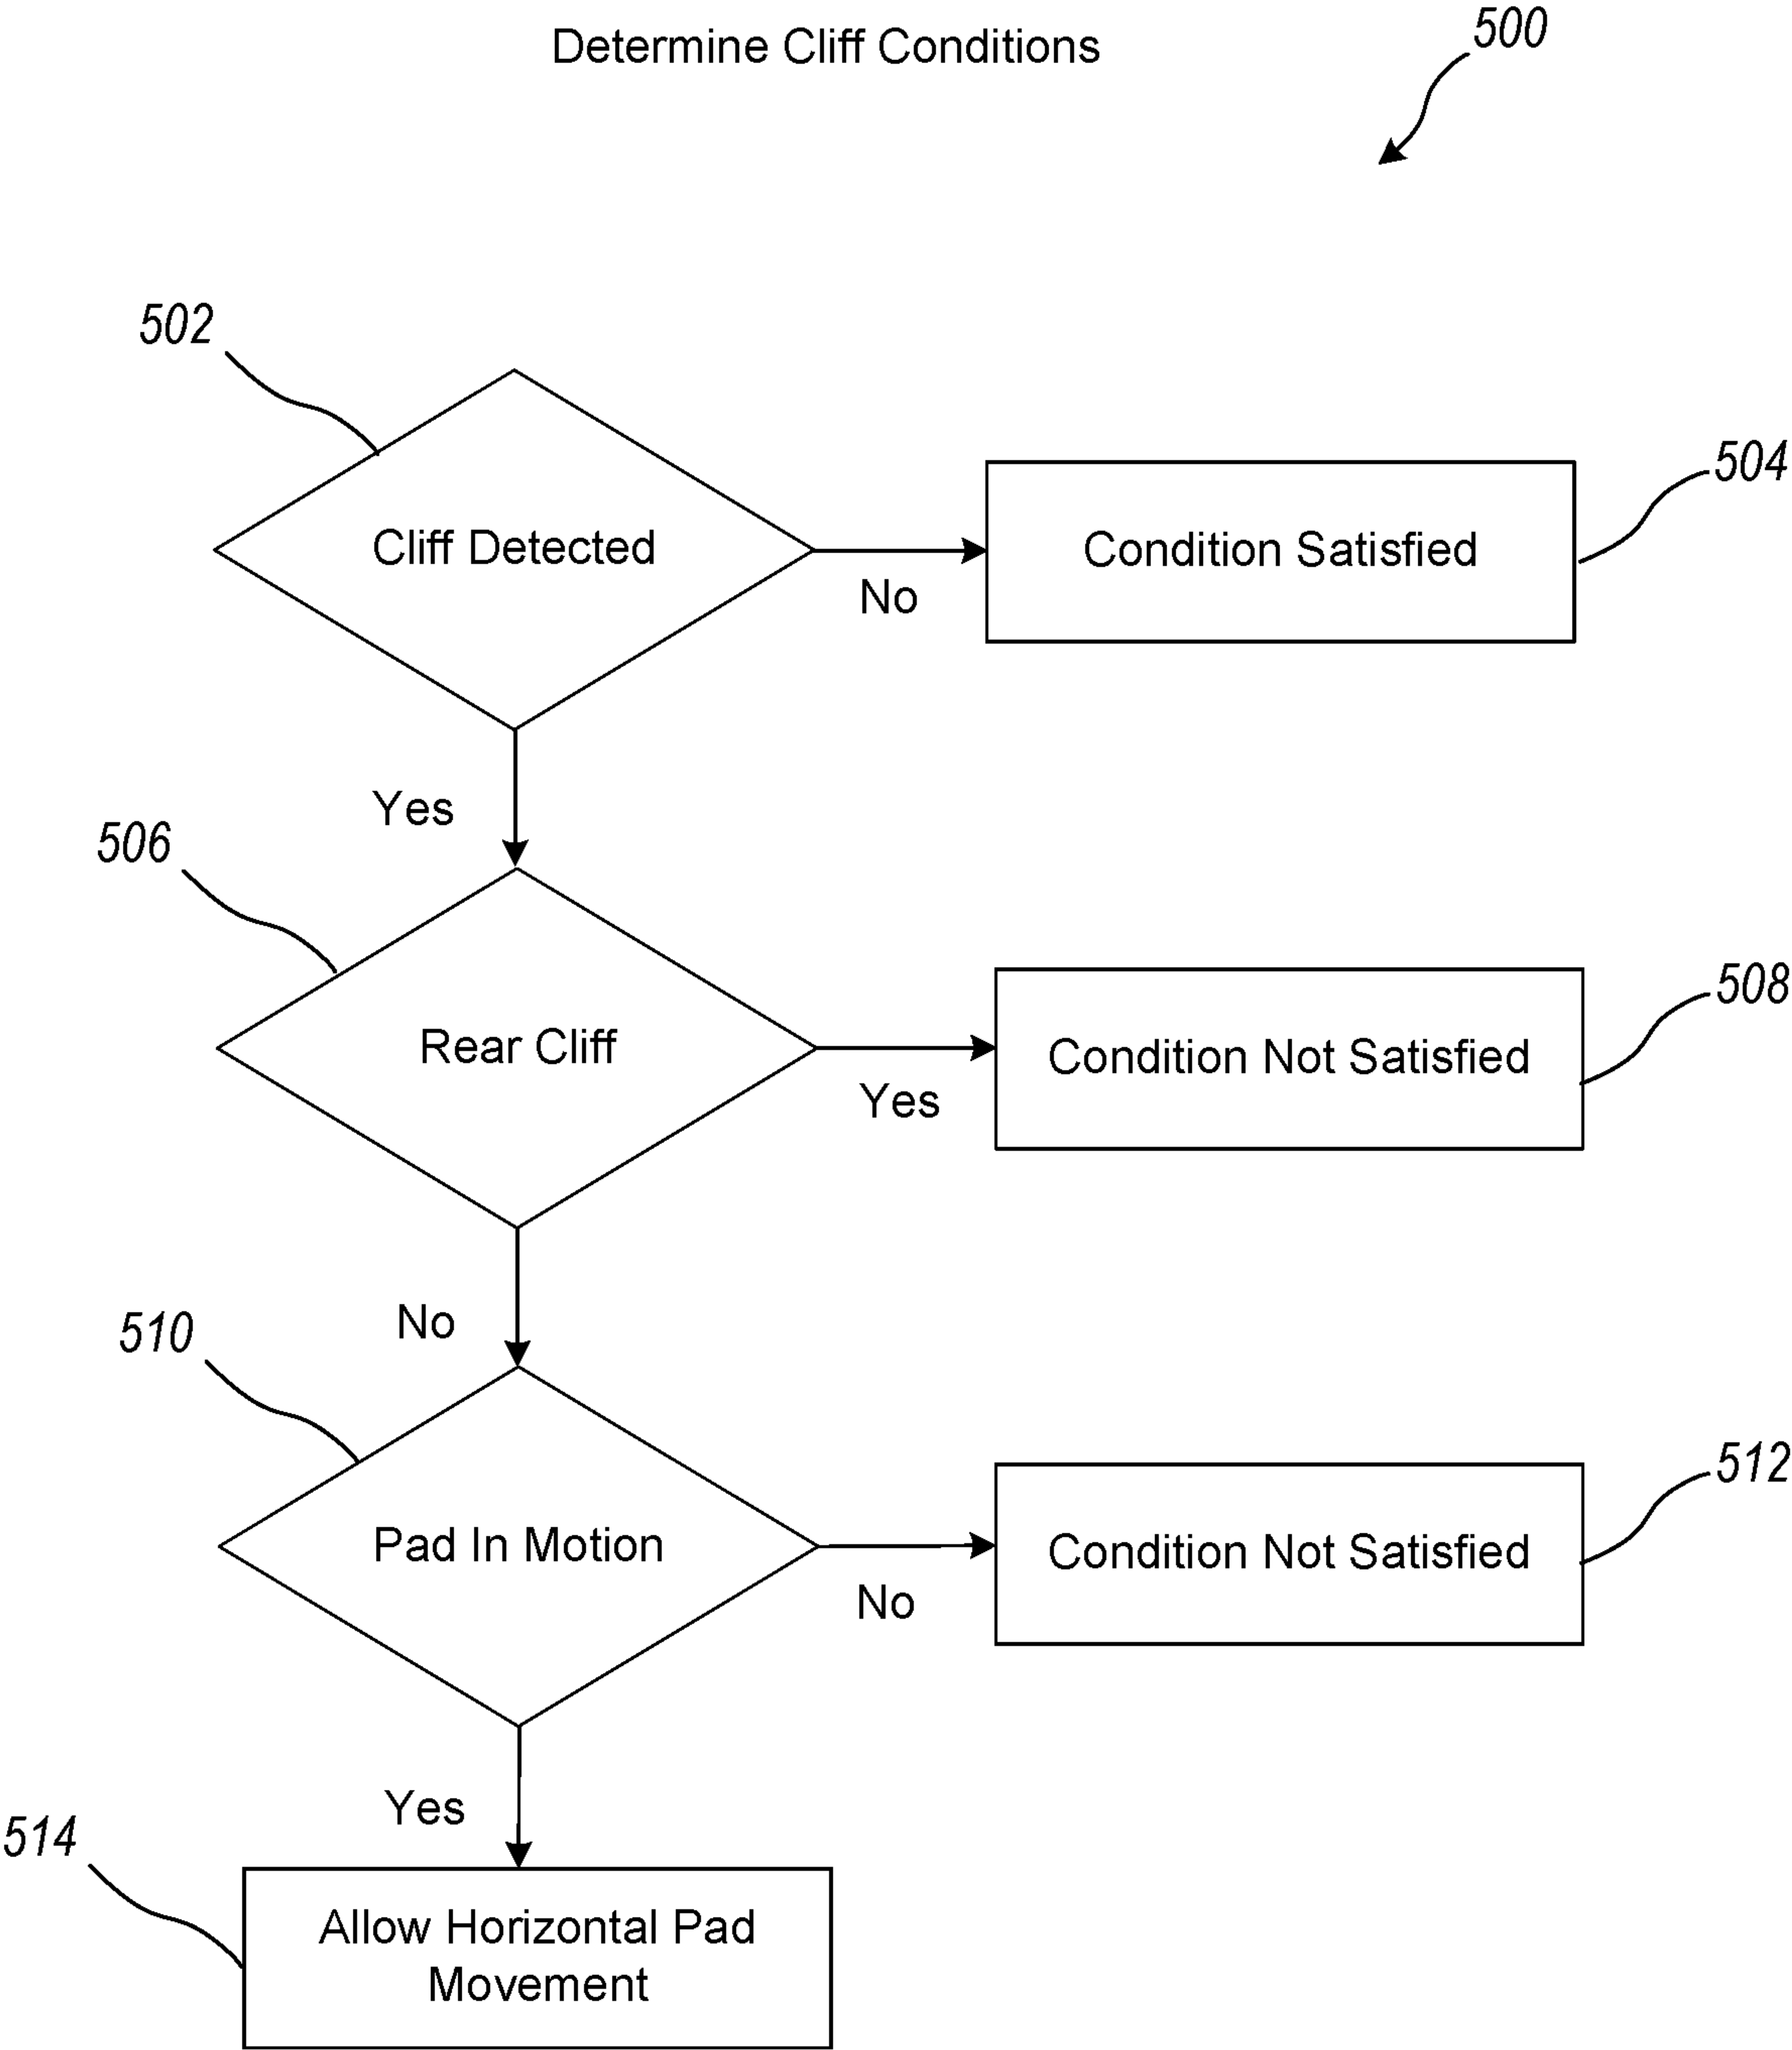 Determine Cliff Conditions
500
502
Cliff Detected
No
Condition Satisfied
504
Yes
506
Rear Cliff
Yes
Condition Not Satisfied
508
No
510
Pad In Motion
No
Condition Not Satisfied
512
Yes
514
Allow Horizontal Pad
Movement